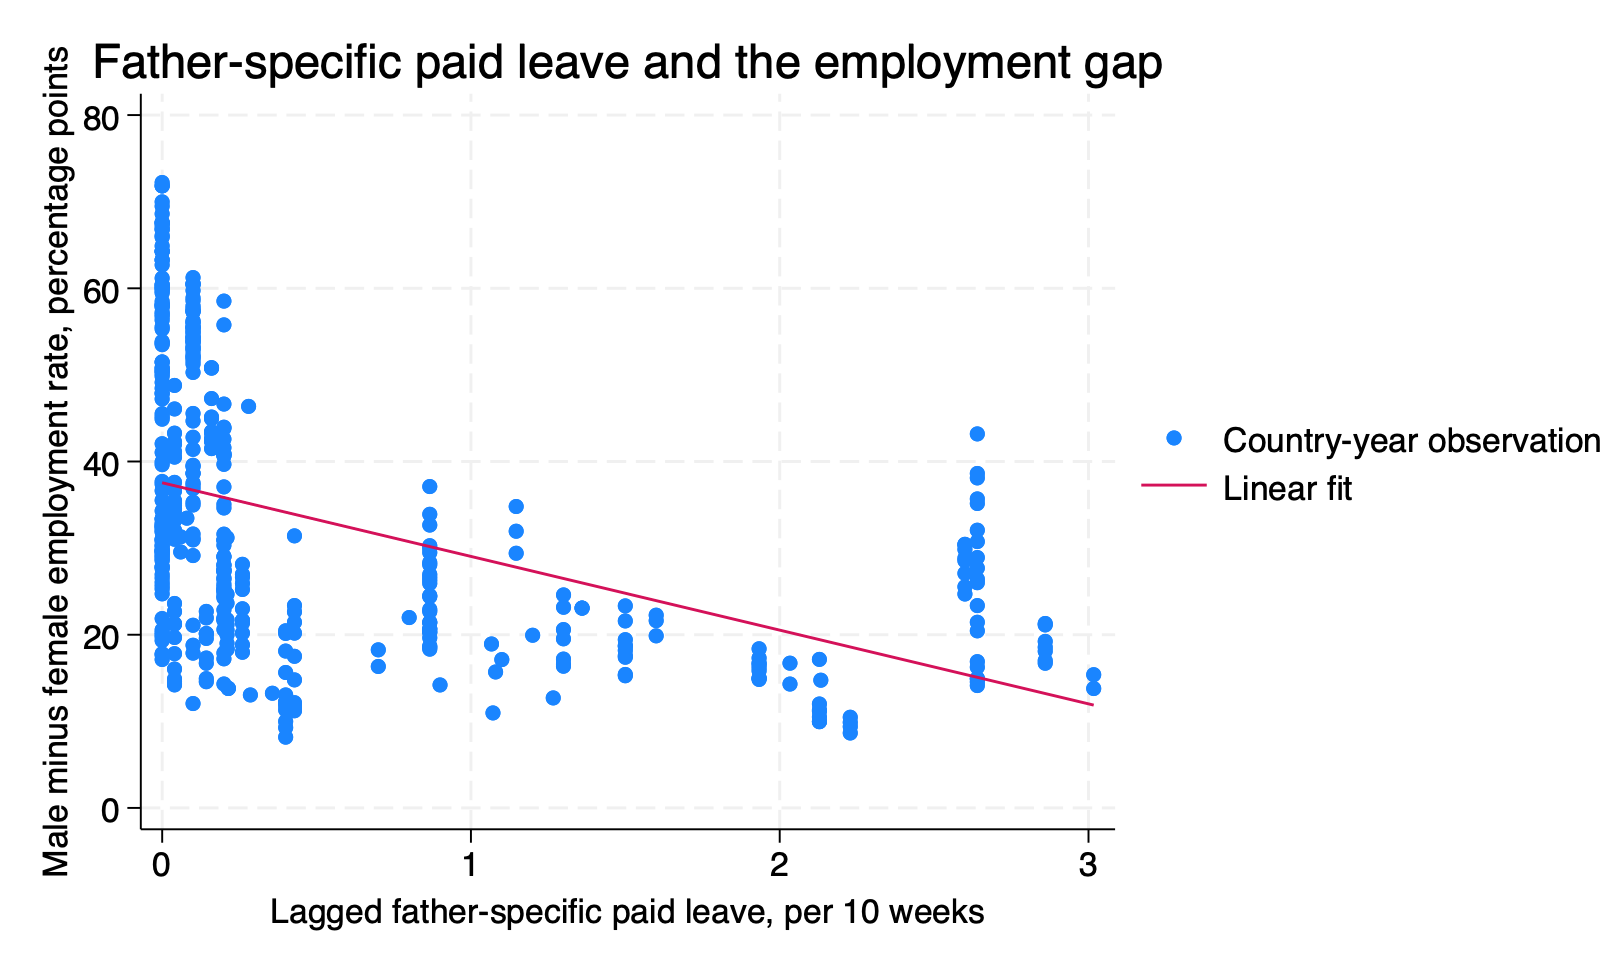 Father-specific paid leave and the employment gap
Male minus female employment rate, percentage points
80
60
40
20
0
0 1 2 3
Lagged father-specific paid leave, per 10 weeks
Country-year observation
Linear fit